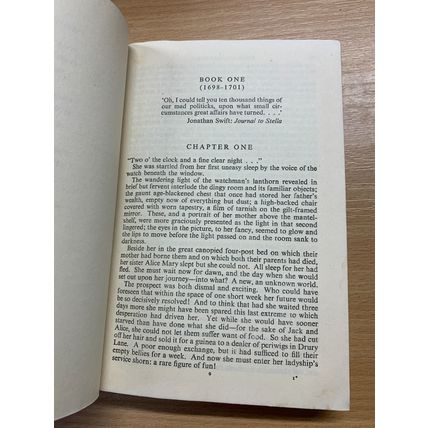 BOOK ONE
(1698–1701)
'Oh, I could tell you ten thousand things of
our mad politicks, upon what small cir-
cumstances great affairs have turned. . . .
Jonathan Swift: Journal to Stella
CHAPTER ONE
"Two o' the clock and a fine clear night . . ."
She was startled from her first uneasy sleep by the voice of the
watch beneath the window.
The wandering light of the watchman's lanthorn revealed in
brief but fervent interlude the dingy room and its familiar objects;
the gaunt age-blackened chest that once had stored her father's
wealth, empty now of everything but dust; a high-backed chair
covered with worn tapestry, a film of tarnish on the gilt-framed
mirror. These, and a portrait of her mother above the mantel-
shelf, were more graciously presented as the light in that second
lingered; the eyes in the picture, to her fancy, seemed to glow and
the lips to move before the light passed on and the room sank to
darkness.
Beside her in the great canopied four-post bed on which their
mother had borne them and on which both their parents had died,
her sister Alice Mary slept but she could not. All sleep for her had
fled. She must wait now for dawn, and the day when she would
set out upon her journey—into what? A new, an unknown world.
The prospect was both dismal and exciting. Who could have
foreseen that within the space of one short week her future would
be so decisively resolved! And to think that had she waited three
days more she might have been spared this last extreme to which
desperation had driven her. Yet while she would have sooner
starved than have done what she did—for the sake of Jack and
Alice, she could not let them suffer want of food. So she had cut
off her hair and sold it for a guinea to a dealer of periwigs in Drury
Lane. A poor enough exchange, but it had sufficed to fill their
empty bellies for a week. And now she must enter her ladyship's
service shorn: a rare figure of fun!
9
1*